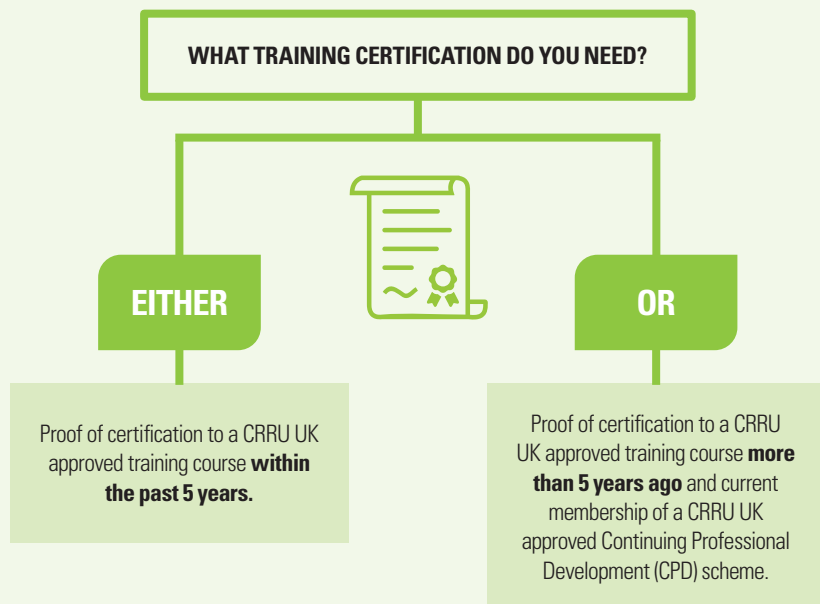 WHAT TRAINING CERTIFICATION DO YOU NEED?
EITHER
Proof of certification to a CRRU UK
approved training course within
the past 5 years.
OR
Proof of certification to a CRRU
UK approved training course more
than 5 years ago and current
membership of a CRRU UK
approved Continuing Professional
Development (CPD) scheme.